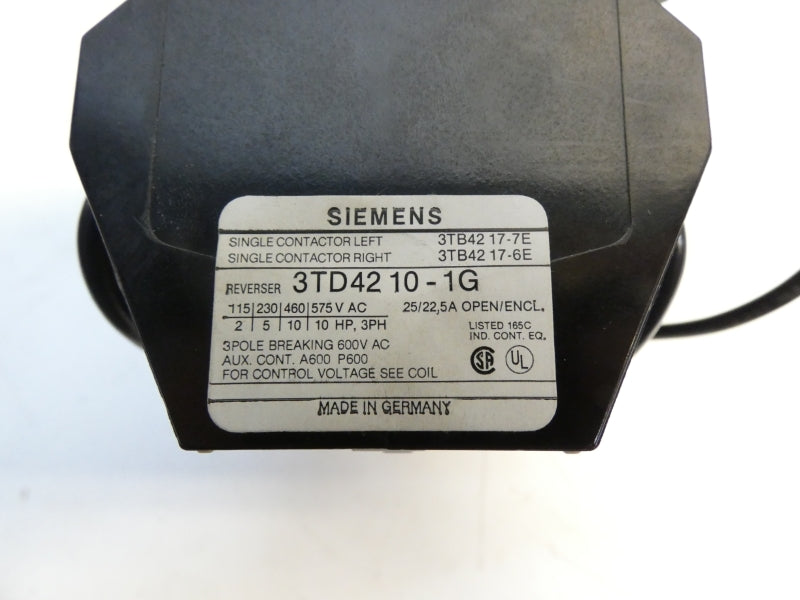 SIEMENS
SINGLE CONTACTOR LEFT 3TB42 17-7E
SINGLE CONTACTOR RIGHT 3TB42 17-6E
REVERSER 3TD42 10-1G
115|230|460|575 V AC 25/22,5A OPEN/ENCL.
2 | 5 | 10 | 10 HP, 3PH LISTED 165C
IND. CONT. EQ.
3POLE BREAKING 600V AC
AUX. CONT. A600 P600
FOR CONTROL VOLTAGE SEE COIL
SA UL
MADE IN GERMANY